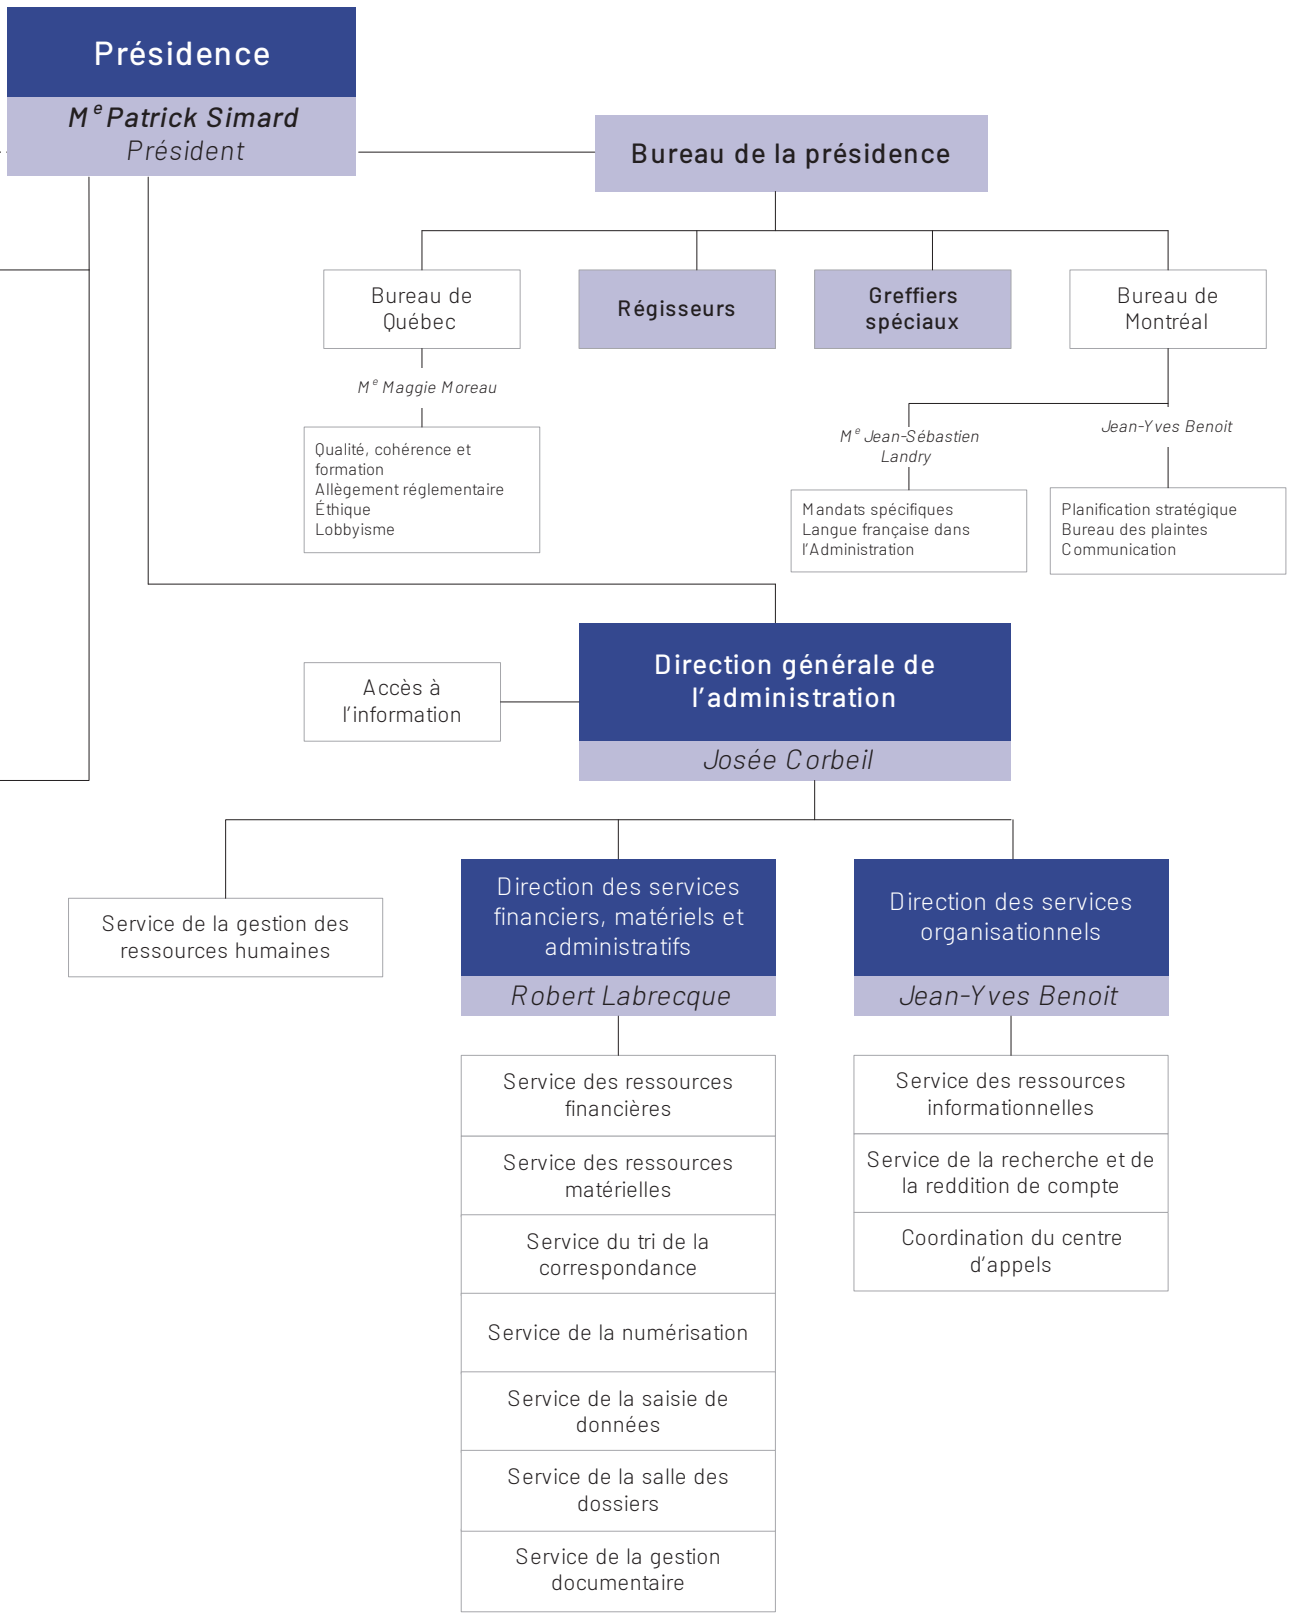 Présidence
Mᵉ Patrick Simard
Président
Bureau de la présidence
Bureau de
Québec
Régisseurs
Greffiers
spéciaux
Bureau de
Montréal
Mᵉ Maggie Moreau
Qualité, cohérence et
formation
Allègement réglementaire
Éthique
Lobbyisme
Mᵉ Jean-Sébastien
Landry
Mandats spécifiques
Langue française dans
l’Administration
Jean-Yves Benoit
Planification stratégique
Bureau des plaintes
Communication
Accès à
l’information
Direction générale de
l’administration
Josée Corbeil
Service de la gestion des
ressources humaines
Direction des services
financiers, matériels et
administratifs
Robert Labrecque
Service des ressources
financières
Service des ressources
matérielles
Service du tri de la
correspondance
Service de la numérisation
Service de la saisie de
données
Service de la salle des
dossiers
Service de la gestion
documentaire
Direction des services
organisationnels
Jean-Yves Benoit
Service des ressources
informationnelles
Service de la recherche et de
la reddition de compte
Coordination du centre
d’appels